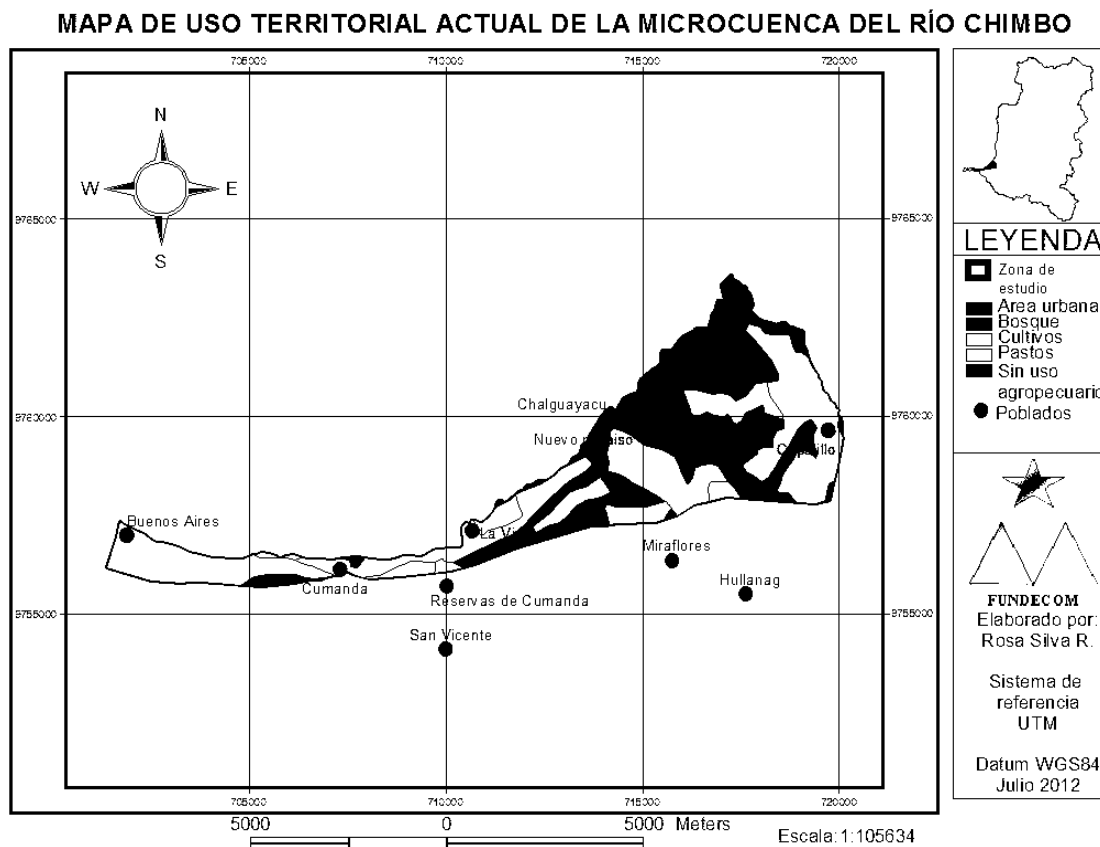 MAPA DE USO TERRITORIAL ACTUAL DE LA MICROCUENCA DEL RÍO CHIMBO
705000 710000 715000 720000
N
W E
S
9765000 9765000
9760000 9760000
9755000 9755000
Chalguayacu
Nuevo
Buenos Aires
La
Cumanda
Reservas de Cumanda
San Vicente
Miraflores
Hullanag
705000 710000 715000 720000
5000 0 5000 Meters
Escala:1:105634
LEYENDA
Zona de
estudio
Area urbana
Bosque
Cultivos
Pastos
Sin uso
agropecuario
Poblados
FUNDECOM
Elaborado por:
Rosa Silva R.
Sistema de
referencia
UTM
Datum WGS84
Julio 2012